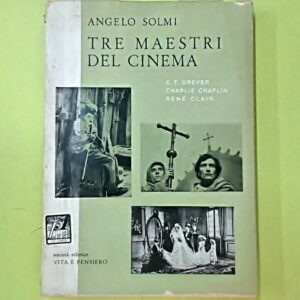 ANGELO SOLMI
TRE MAESTRI
DEL CINEMA
C. T. DREYER
CHARLIE CHAPLIN
RENÉ CLAIR
società editrice
VITA E PENSIERO